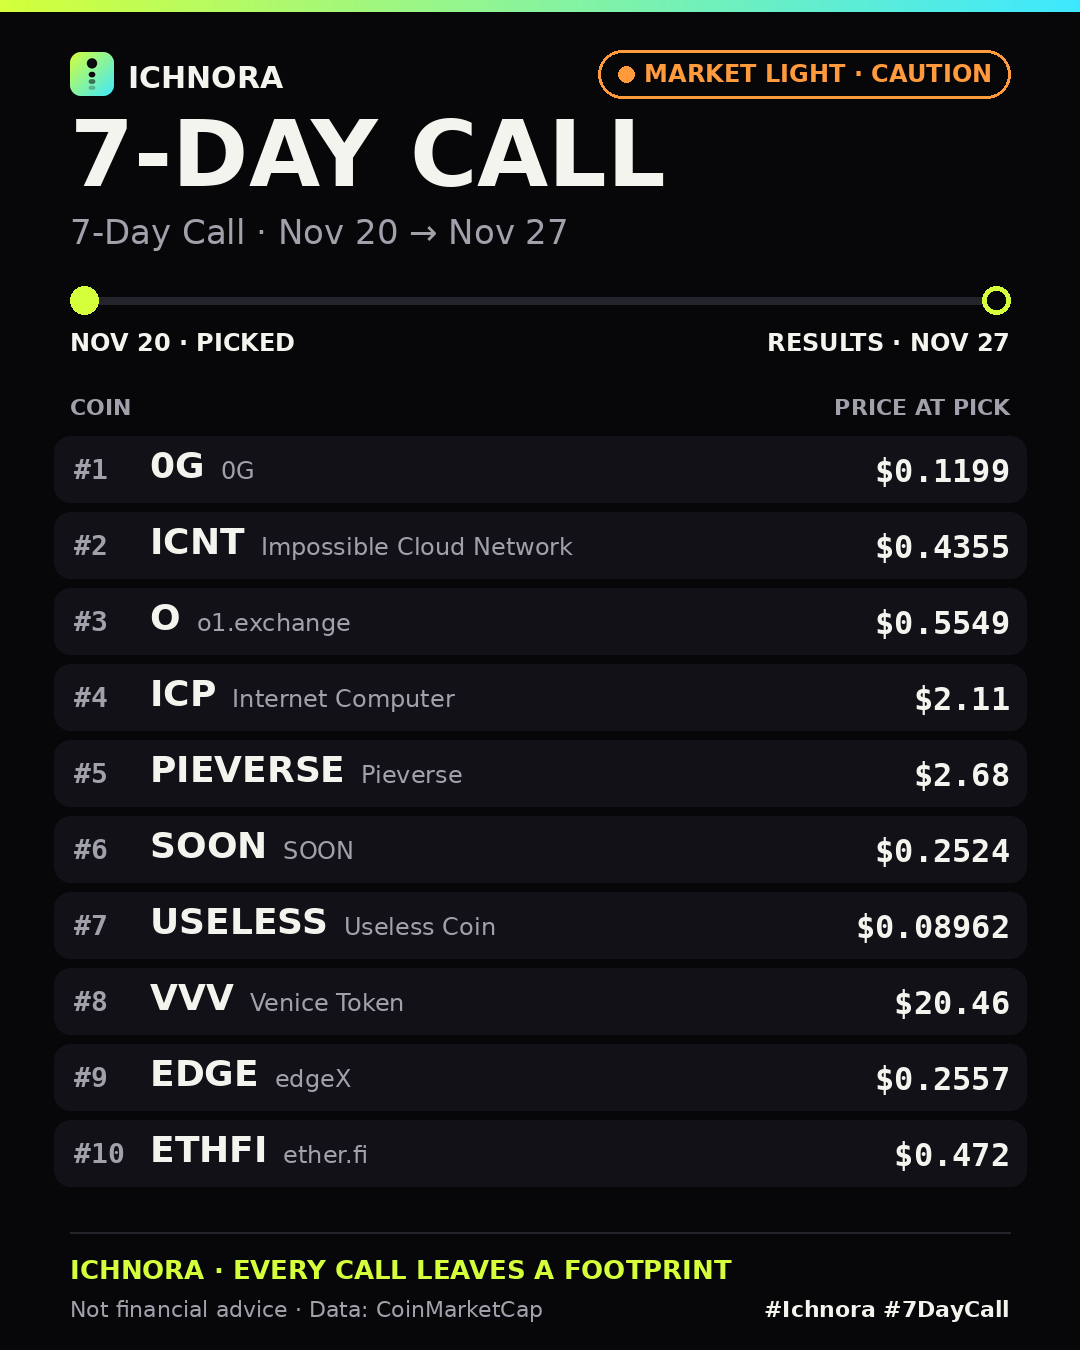 ICHNORA
MARKET LIGHT · CAUTION
7-DAY CALL
7-Day Call · Nov 20 → Nov 27
NOV 20 · PICKED
RESULTS · NOV 27
COIN PRICE AT PICK
#1 0G 0G $0.1199
#2 ICNT Impossible Cloud Network $0.4355
#3 O o1.exchange $0.5549
#4 ICP Internet Computer $2.11
#5 PIEVERSE Pieverse $2.68
#6 SOON SOON $0.2524
#7 USELESS Useless Coin $0.08962
#8 VVV Venice Token $20.46
#9 EDGE edgeX $0.2557
#10 ETHFI ether.fi $0.472
ICHNORA · EVERY CALL LEAVES A FOOTPRINT
Not financial advice · Data: CoinMarketCap
#Ichnora #7DayCall